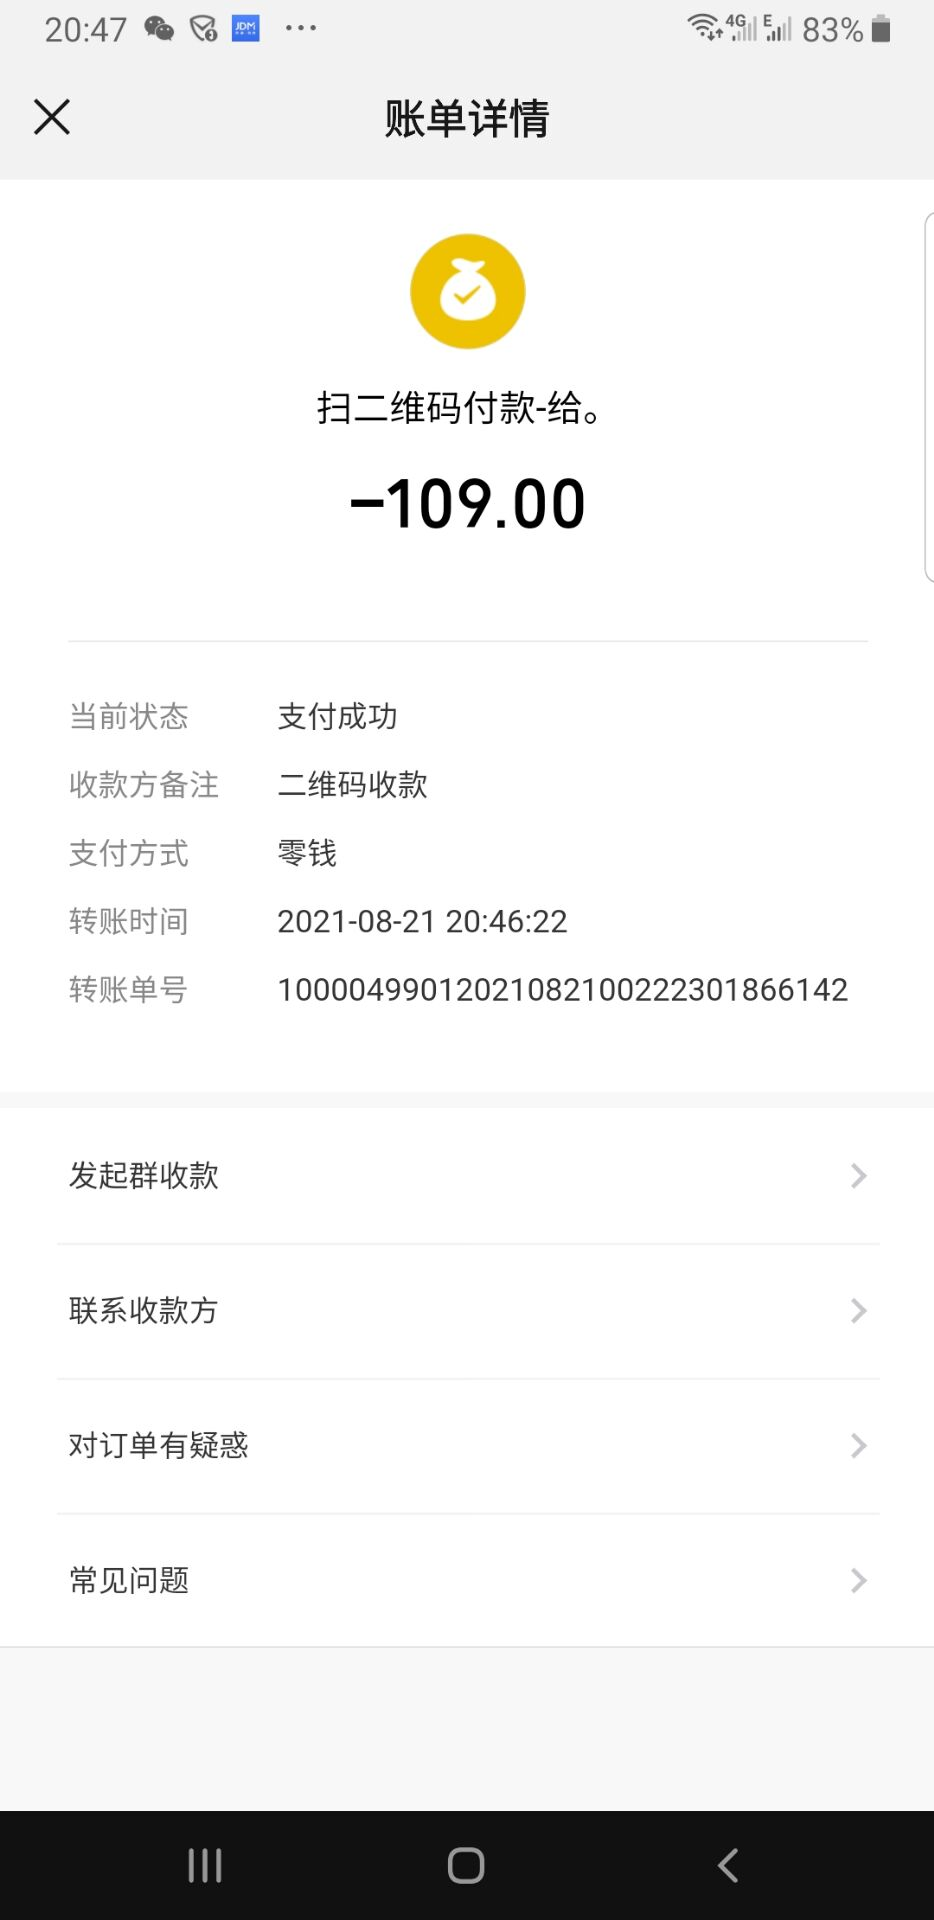 20:47 JDM 4G E 83%
账单详情
扫二维码付款-给。
-109.00
当前状态 支付成功
收款方备注 二维码收款
支付方式 零钱
转账时间 2021-08-21 20:46:22
转账单号 10000499012021082100222301866142
发起群收款
联系收款方
对订单有疑惑
常见问题